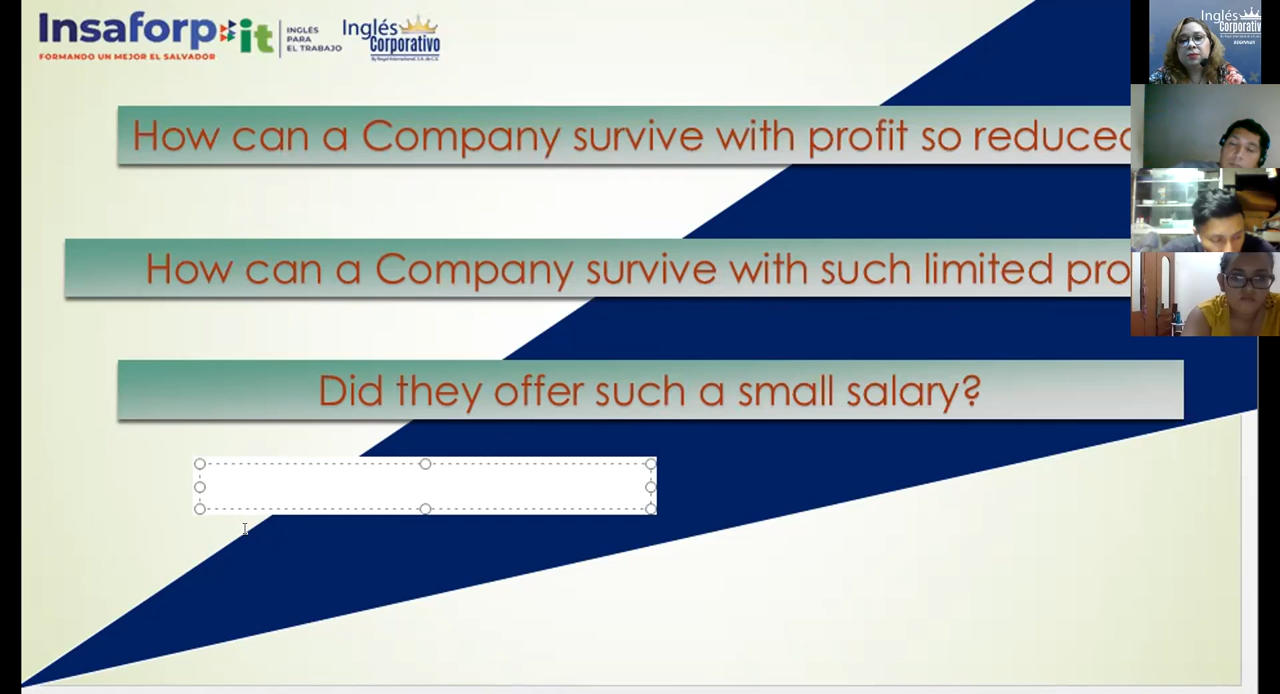 Insaforp it
FORMANDO UN MEJOR EL SALVADOR
INGLÉS
PARA
EL TRABAJO
Inglés
Corporativo
How can a Company survive with profit so reduced
How can a Company survive with such limited pro
Did they offer such a small salary?
Inglés
Corporativo